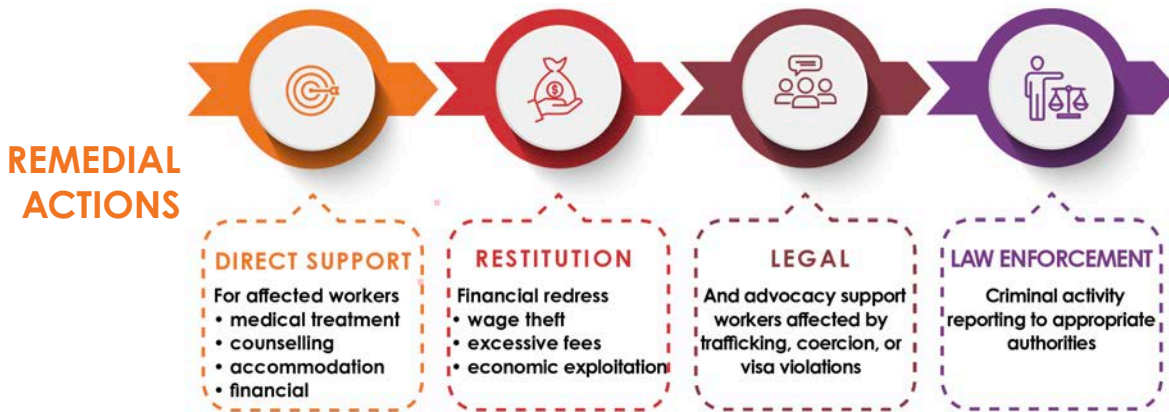 REMEDIAL
ACTIONS
$
DIRECT SUPPORT
For affected workers
• medical treatment
• counselling
• accommodation
• financial
RESTITUTION
Financial redress
• wage theft
• excessive fees
• economic exploitation
LEGAL
And advocacy support
workers affected by
trafficking, coercion, or
visa violations
LAW ENFORCEMENT
Criminal activity
reporting to appropriate
authorities